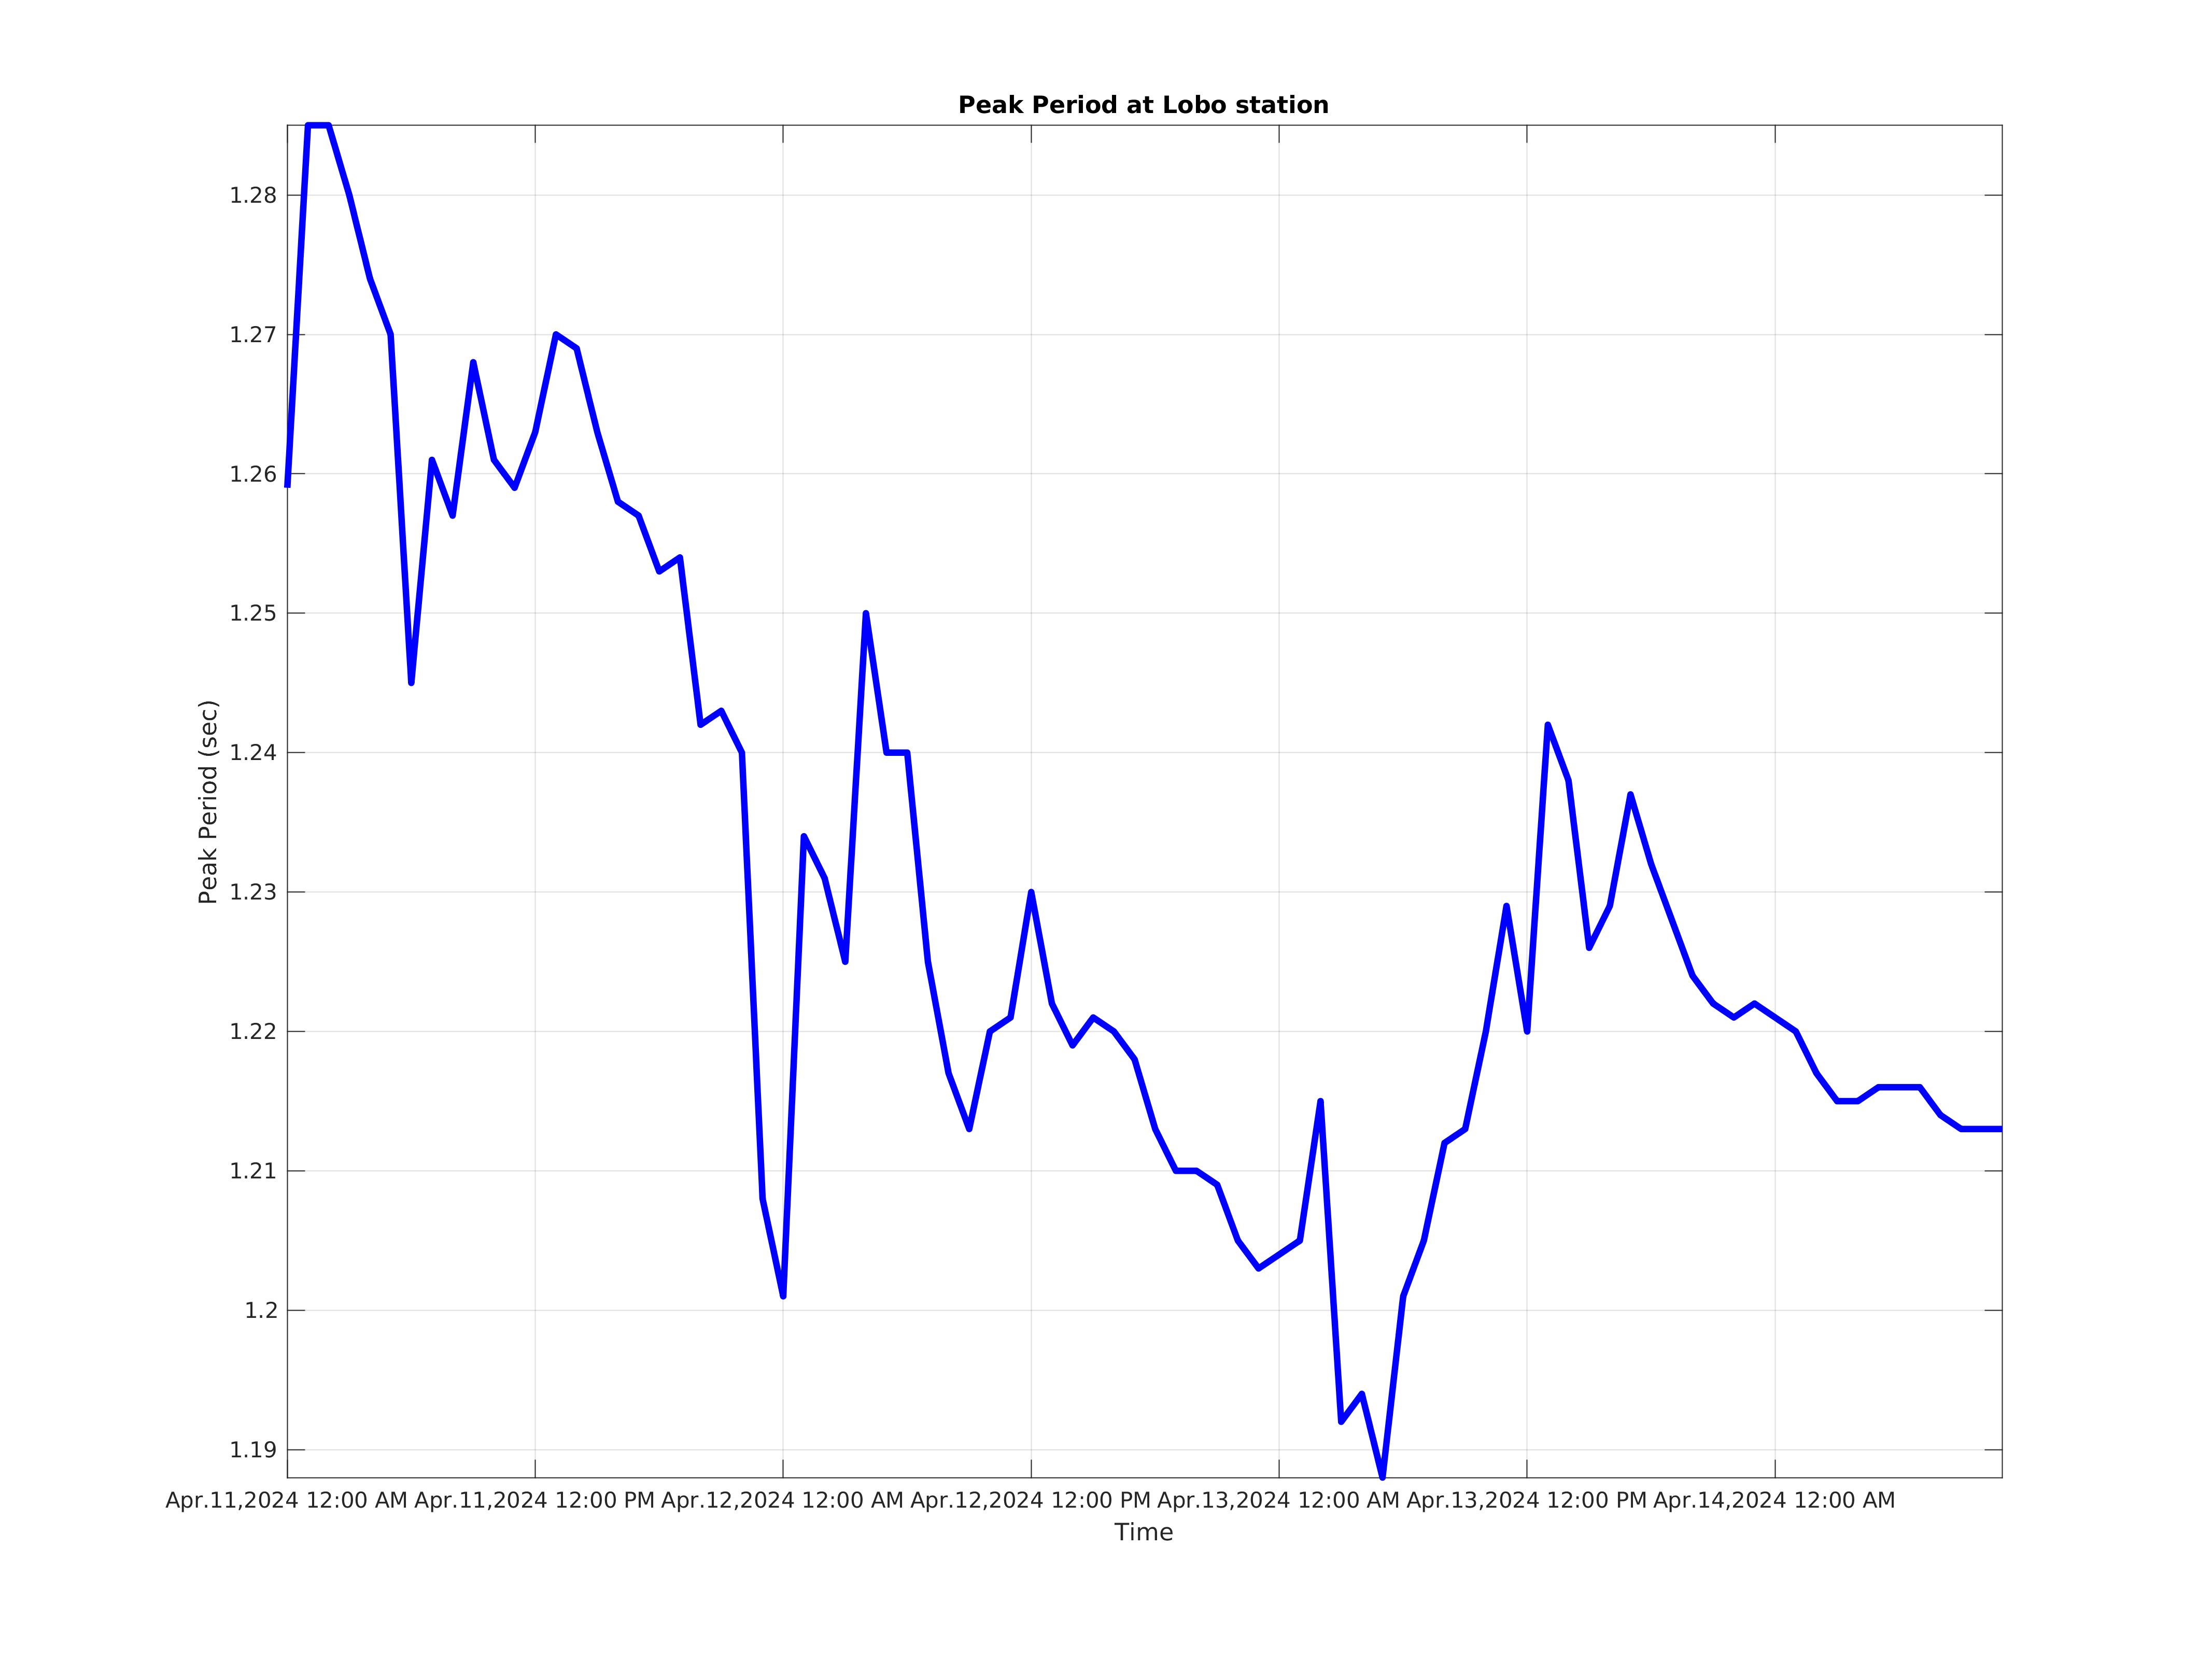 Peak Period at Lobo station
1.28
1.27
1.26
1.25
1.24
1.23
1.22
1.21
1.2
1.19
Peak Period (sec)
Apr.11,2024 12:00 AM Apr.11,2024 12:00 PM Apr.12,2024 12:00 AM Apr.12,2024 12:00 PM Apr.13,2024 12:00 AM Apr.13,2024 12:00 PM Apr.14,2024 12:00 AM
Time